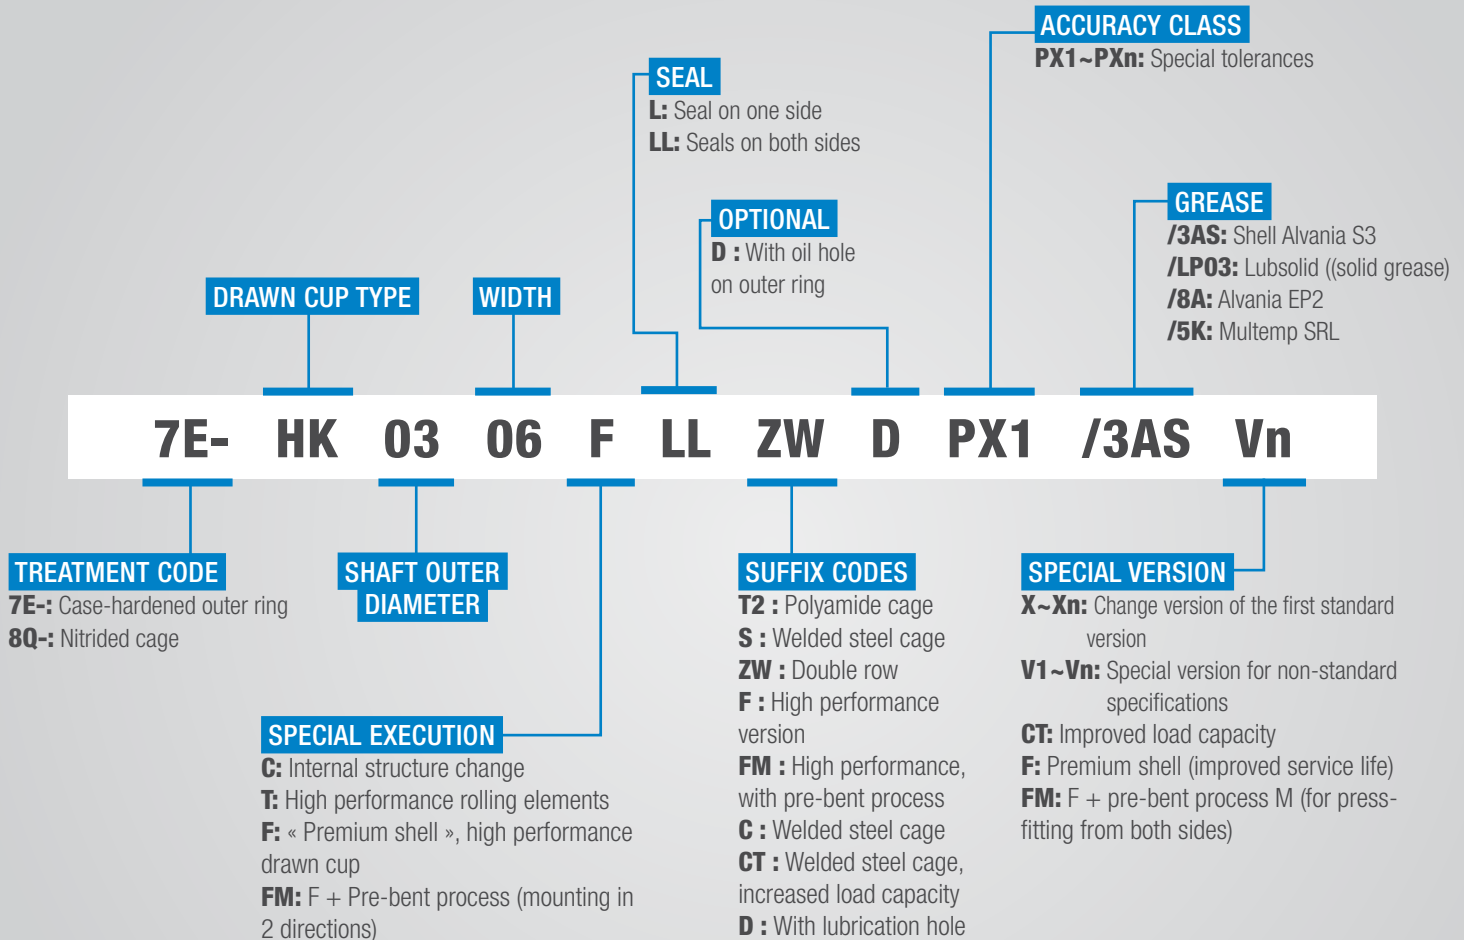 ACCURACY CLASS
PX1~PXn: Special tolerances
SEAL
L: Seal on one side
LL: Seals on both sides
OPTIONAL
D : With oil hole
on outer ring
GREASE
/3AS: Shell Alvania S3
/LP03: Lubsolid ((solid grease)
/8A: Alvania EP2
/5K: Multemp SRL
DRAWN CUP TYPE
WIDTH
7E- HK 03 06 F LL ZW D PX1 /3AS Vn
TREATMENT CODE
7E-: Case-hardened outer ring
8Q-: Nitrided cage
SHAFT OUTER
DIAMETER
SPECIAL EXECUTION
C: Internal structure change
T: High performance rolling elements
F: « Premium shell », high performance
drawn cup
FM: F + Pre-bent process (mounting in
2 directions)
SUFFIX CODES
T2 : Polyamide cage
S : Welded steel cage
ZW : Double row
F : High performance
version
FM : High performance,
with pre-bent process
C : Welded steel cage
CT : Welded steel cage,
increased load capacity
D : With lubrication hole
SPECIAL VERSION
X~Xn: Change version of the first standard
version
V1~Vn: Special version for non-standard
specifications
CT: Improved load capacity
F: Premium shell (improved service life)
FM: F + pre-bent process M (for press-
fitting from both sides)